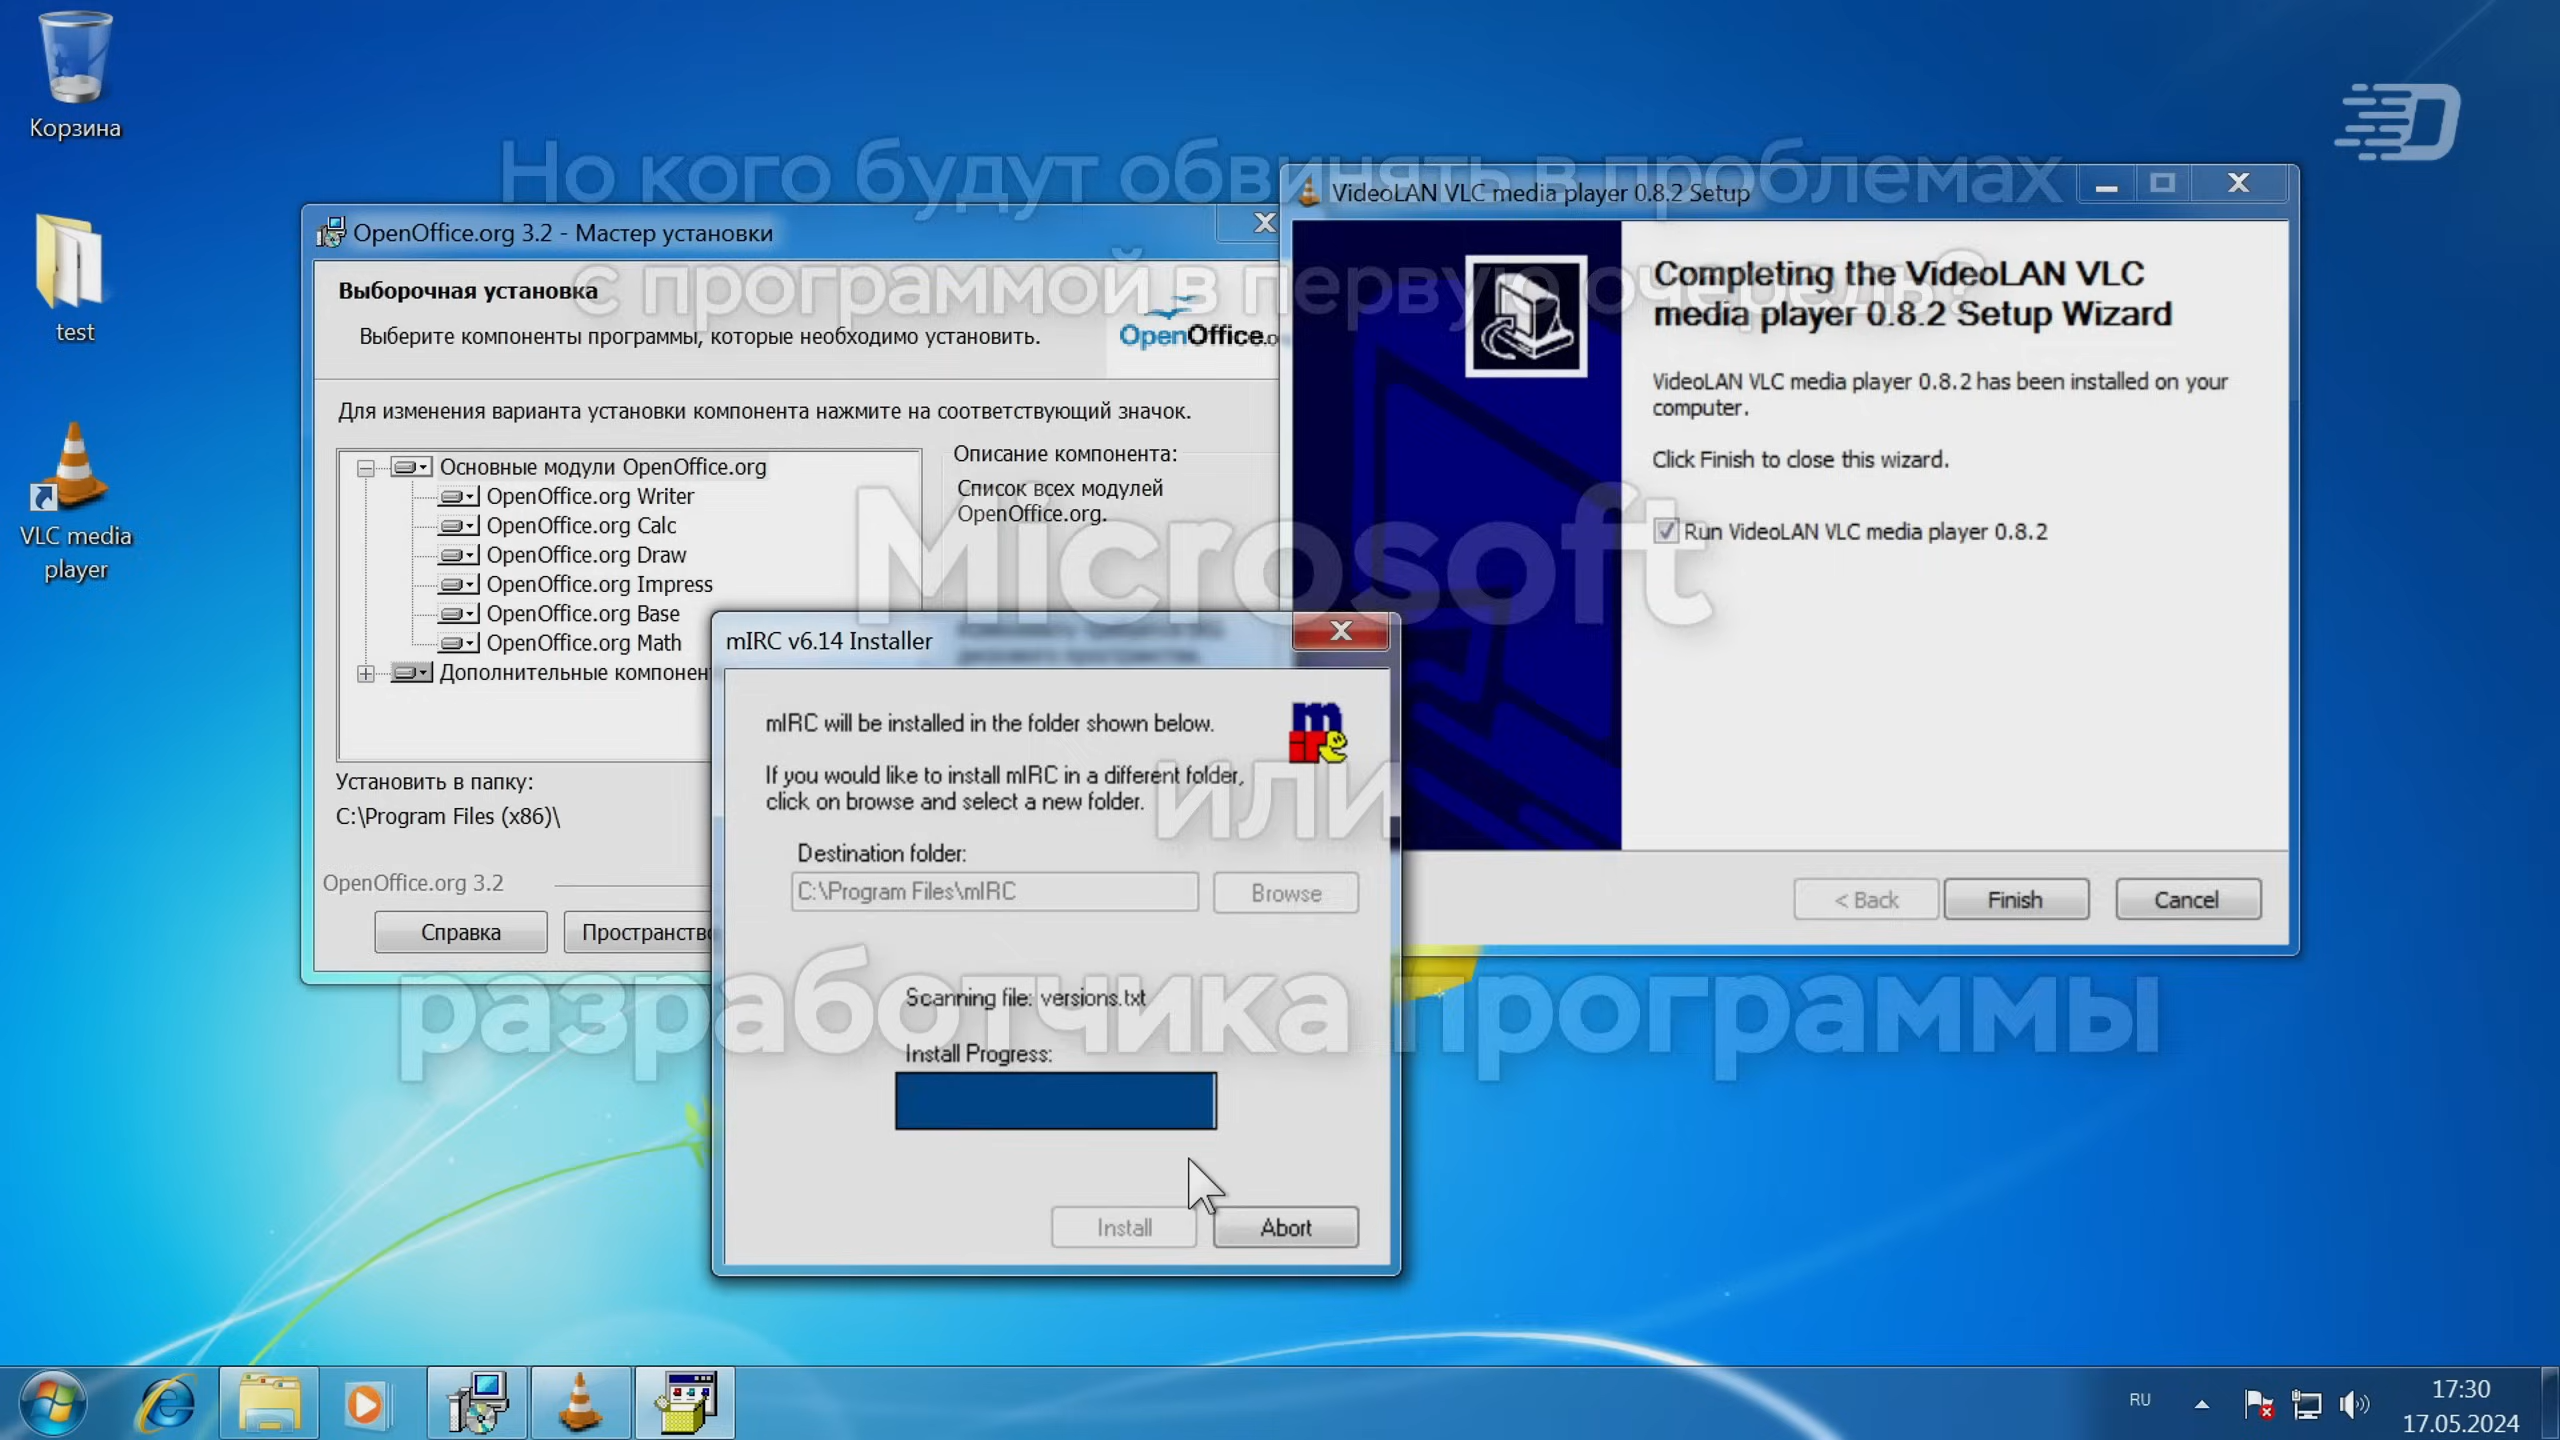 Корзина
test
VLC media
player
Но кого будут обвинять в проблемах
с программой в первую очередь?
Microsoft
или
разработчика программы
OpenOffice.org 3.2 - Мастер установки
Выборочная установка
Выберите компоненты программы, которые необходимо установить.
OpenOffice.o
Для изменения варианта установки компонента нажмите на соответствующий значок.
Основные модули OpenOffice.org
OpenOffice.org Writer
OpenOffice.org Calc
OpenOffice.org Draw
OpenOffice.org Impress
OpenOffice.org Base
OpenOffice.org Math
Дополнительные компонен
Описание компонента:
Список всех модулей
OpenOffice.org.
Установить в папку:
C:\Program Files (x86)\
OpenOffice.org 3.2
Справка
Пространство
VideoLAN VLC media player 0.8.2 Setup
Completing the VideoLAN VLC
media player 0.8.2 Setup Wizard
VideoLAN VLC media player 0.8.2 has been installed on your
computer.
Click Finish to close this wizard.
Run VideoLAN VLC media player 0.8.2
< Back
Finish
Cancel
mIRC v6.14 Installer
mIRC will be installed in the folder shown below.
If you would like to install mIRC in a different folder,
click on browse and select a new folder.
Destination folder:
C:\Program Files\mIRC
Browse
Scanning file: versions.txt
Install Progress:
Install
Abort
RU
17:30
17.05.2024